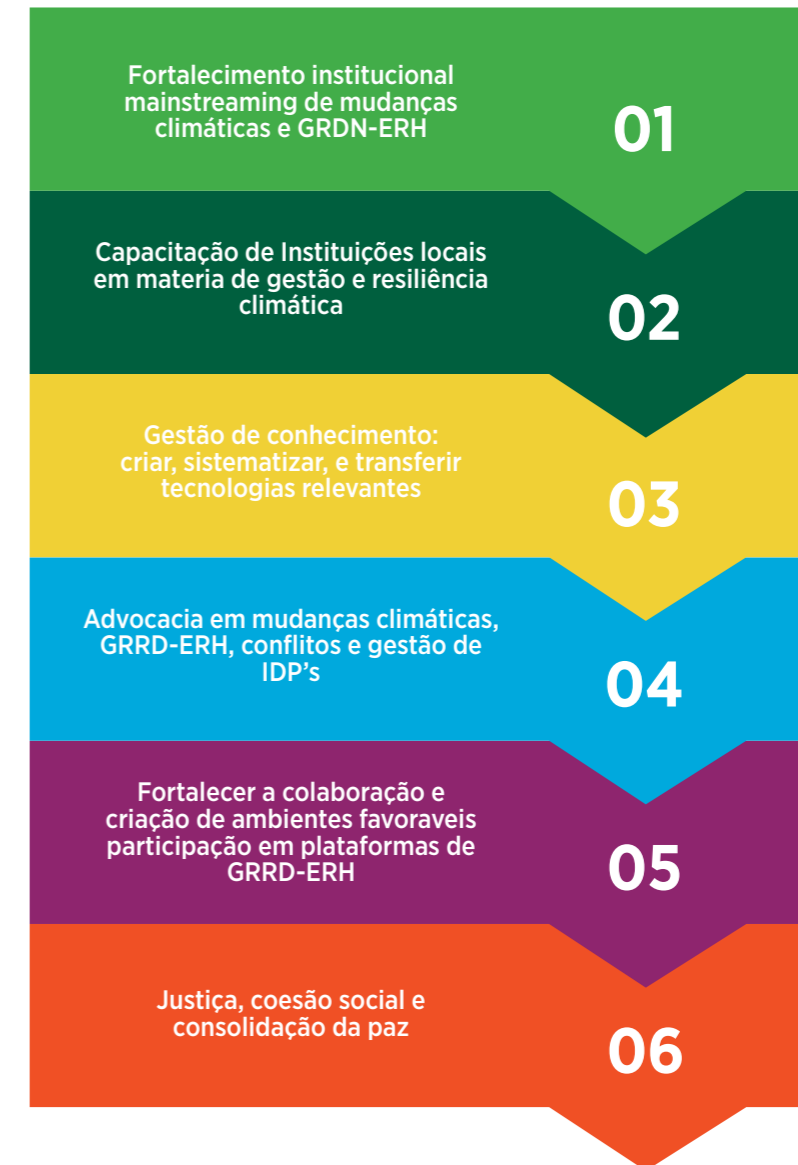 Fortalecimento institucional
mainstreaming de mudanças
climáticas e GRDN-ERH
01
Capacitação de Instituições locais
em materia de gestão e resiliência
climática
02
Gestão de conhecimento:
criar, sistematizar, e transferir
tecnologias relevantes
03
Advocacia em mudanças climáticas,
GRRD-ERH, conflitos e gestão de
IDP’s
04
Fortalecer a colaboração e
criação de ambientes favoraveis
participação em plataformas de
GRRD-ERH
05
Justiça, coesão social e
consolidação da paz
06